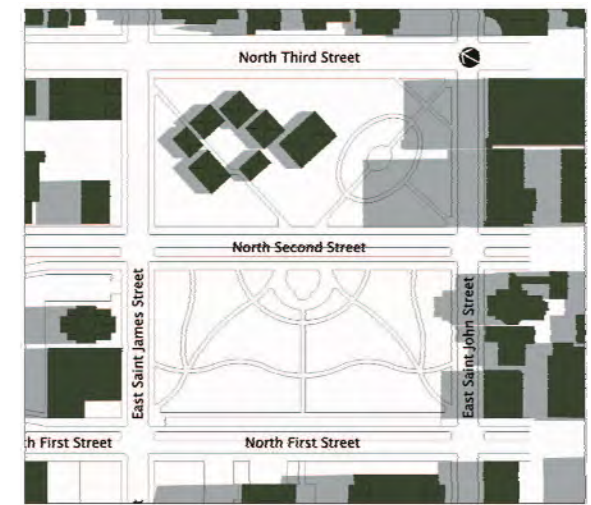 North Third Street
North Second Street
East Saint James Street
East Saint John Street
h First Street
North First Street